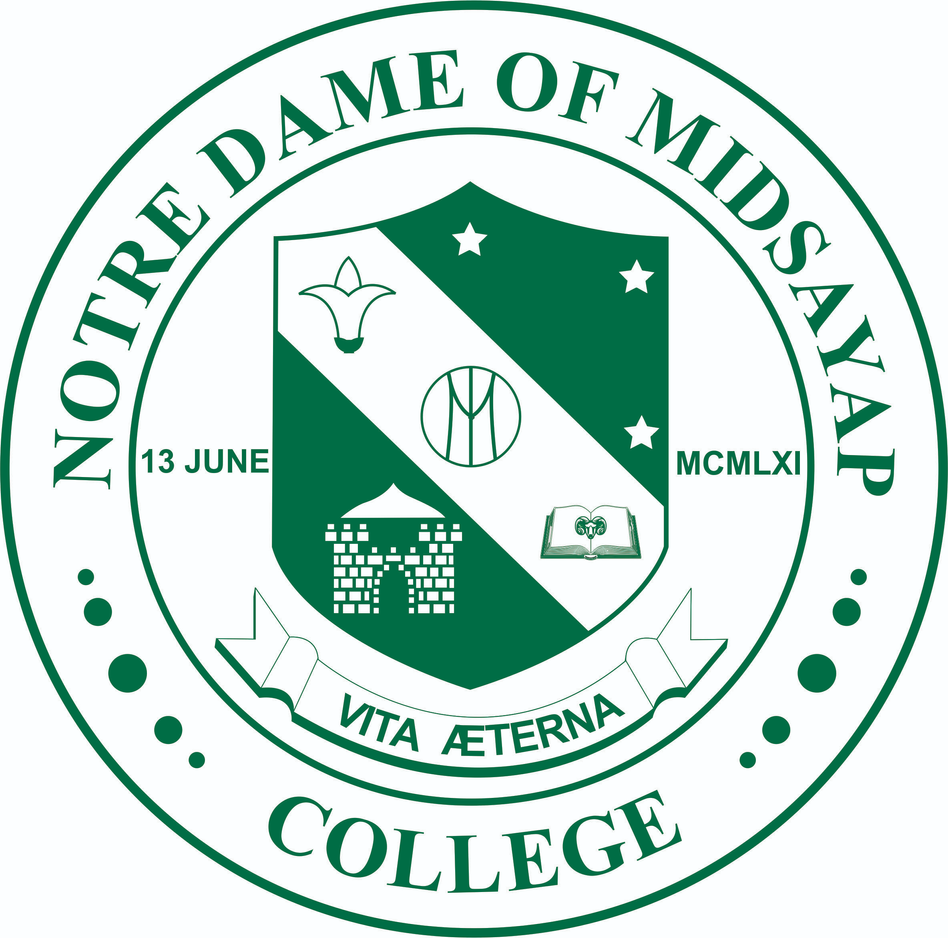 NOTRE DAME OF MIDSAYAP
13 JUNE
MCMLXI
VITA ÆTERNA
COLLEGE